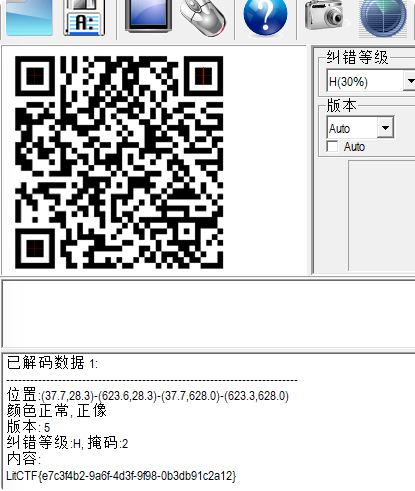 A:
?
纠错等级
H(30%)
版本
Auto
Auto
已解码数据 1:
位置:(37.7,28.3)-(623.6,28.3)-(37.7,628.0)-(623.3,628.0)
颜色正常, 正像
版本: 5
纠错等级:H, 掩码:2
内容:
LitCTF{e7c3f4b2-9a6f-4d3f-9f98-0b3db91c2a12}